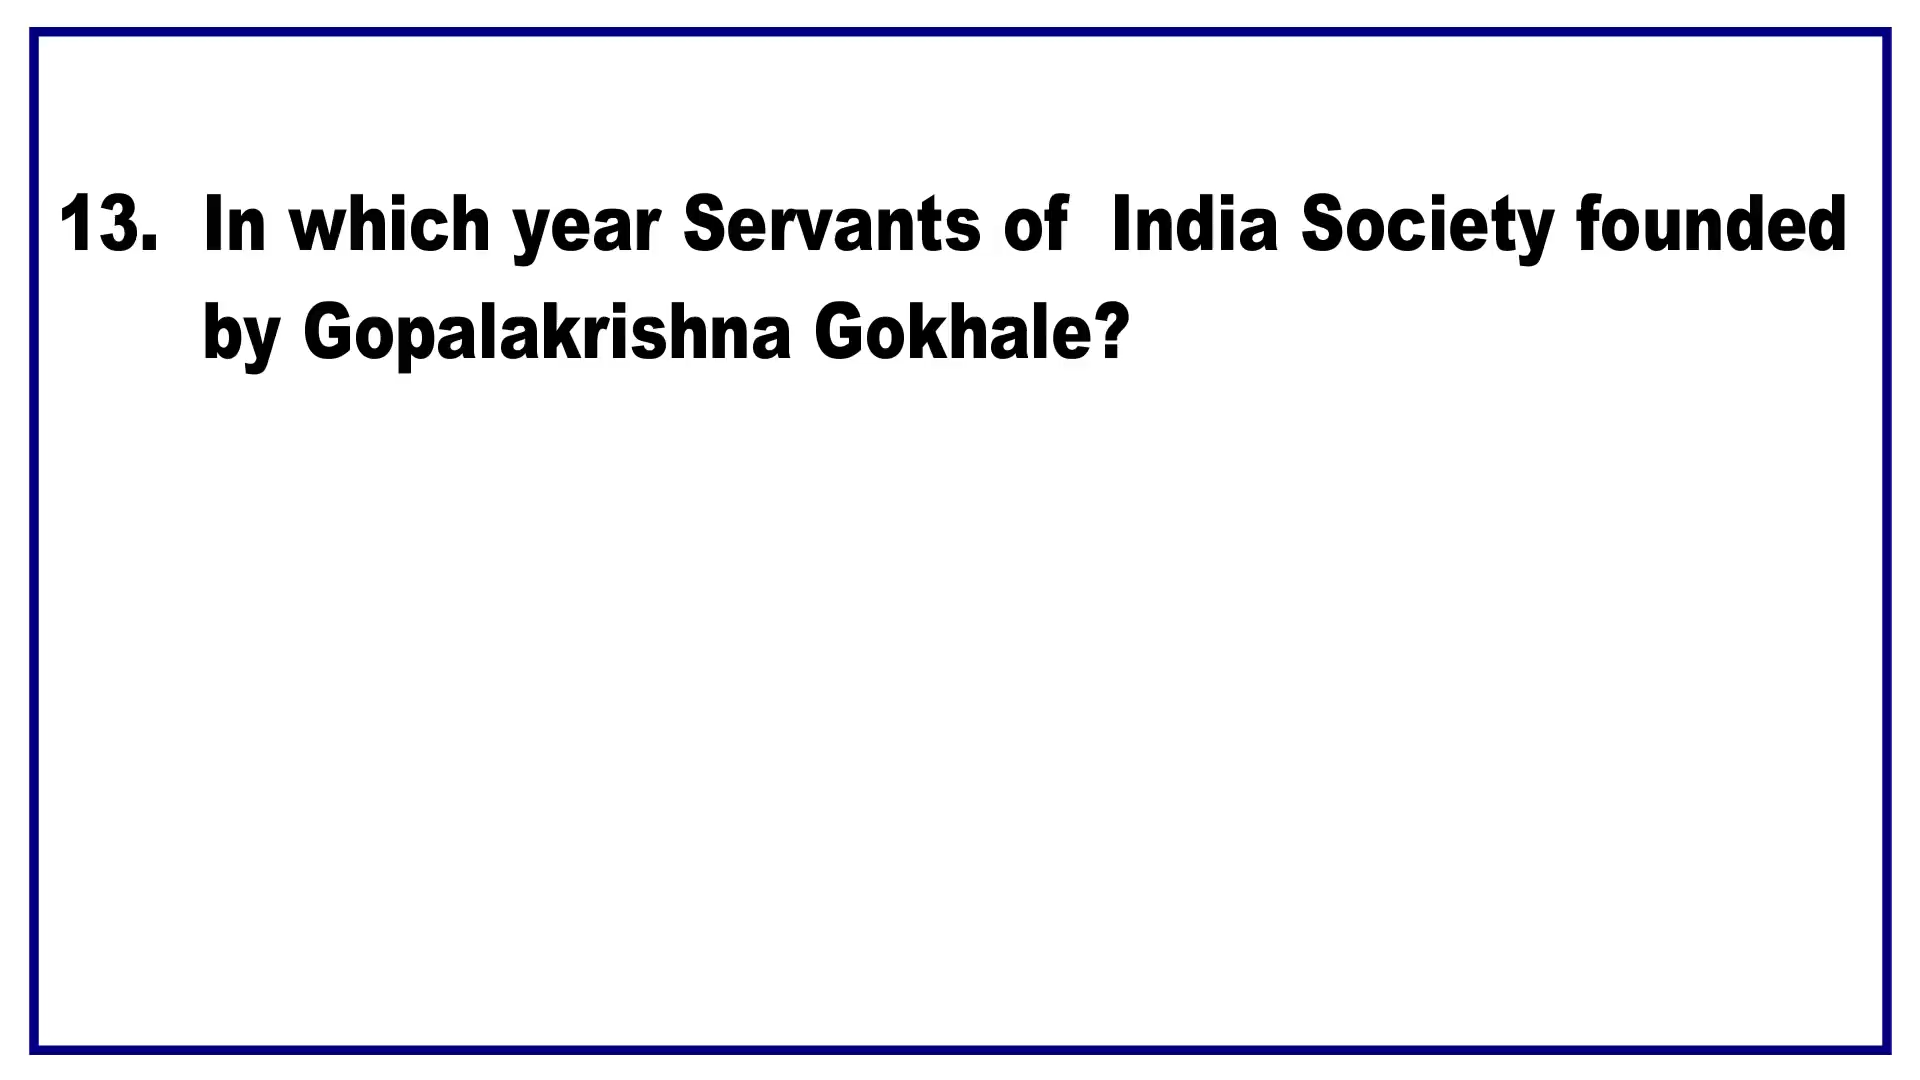 13. In which year Servants of India Society founded
by Gopalakrishna Gokhale?